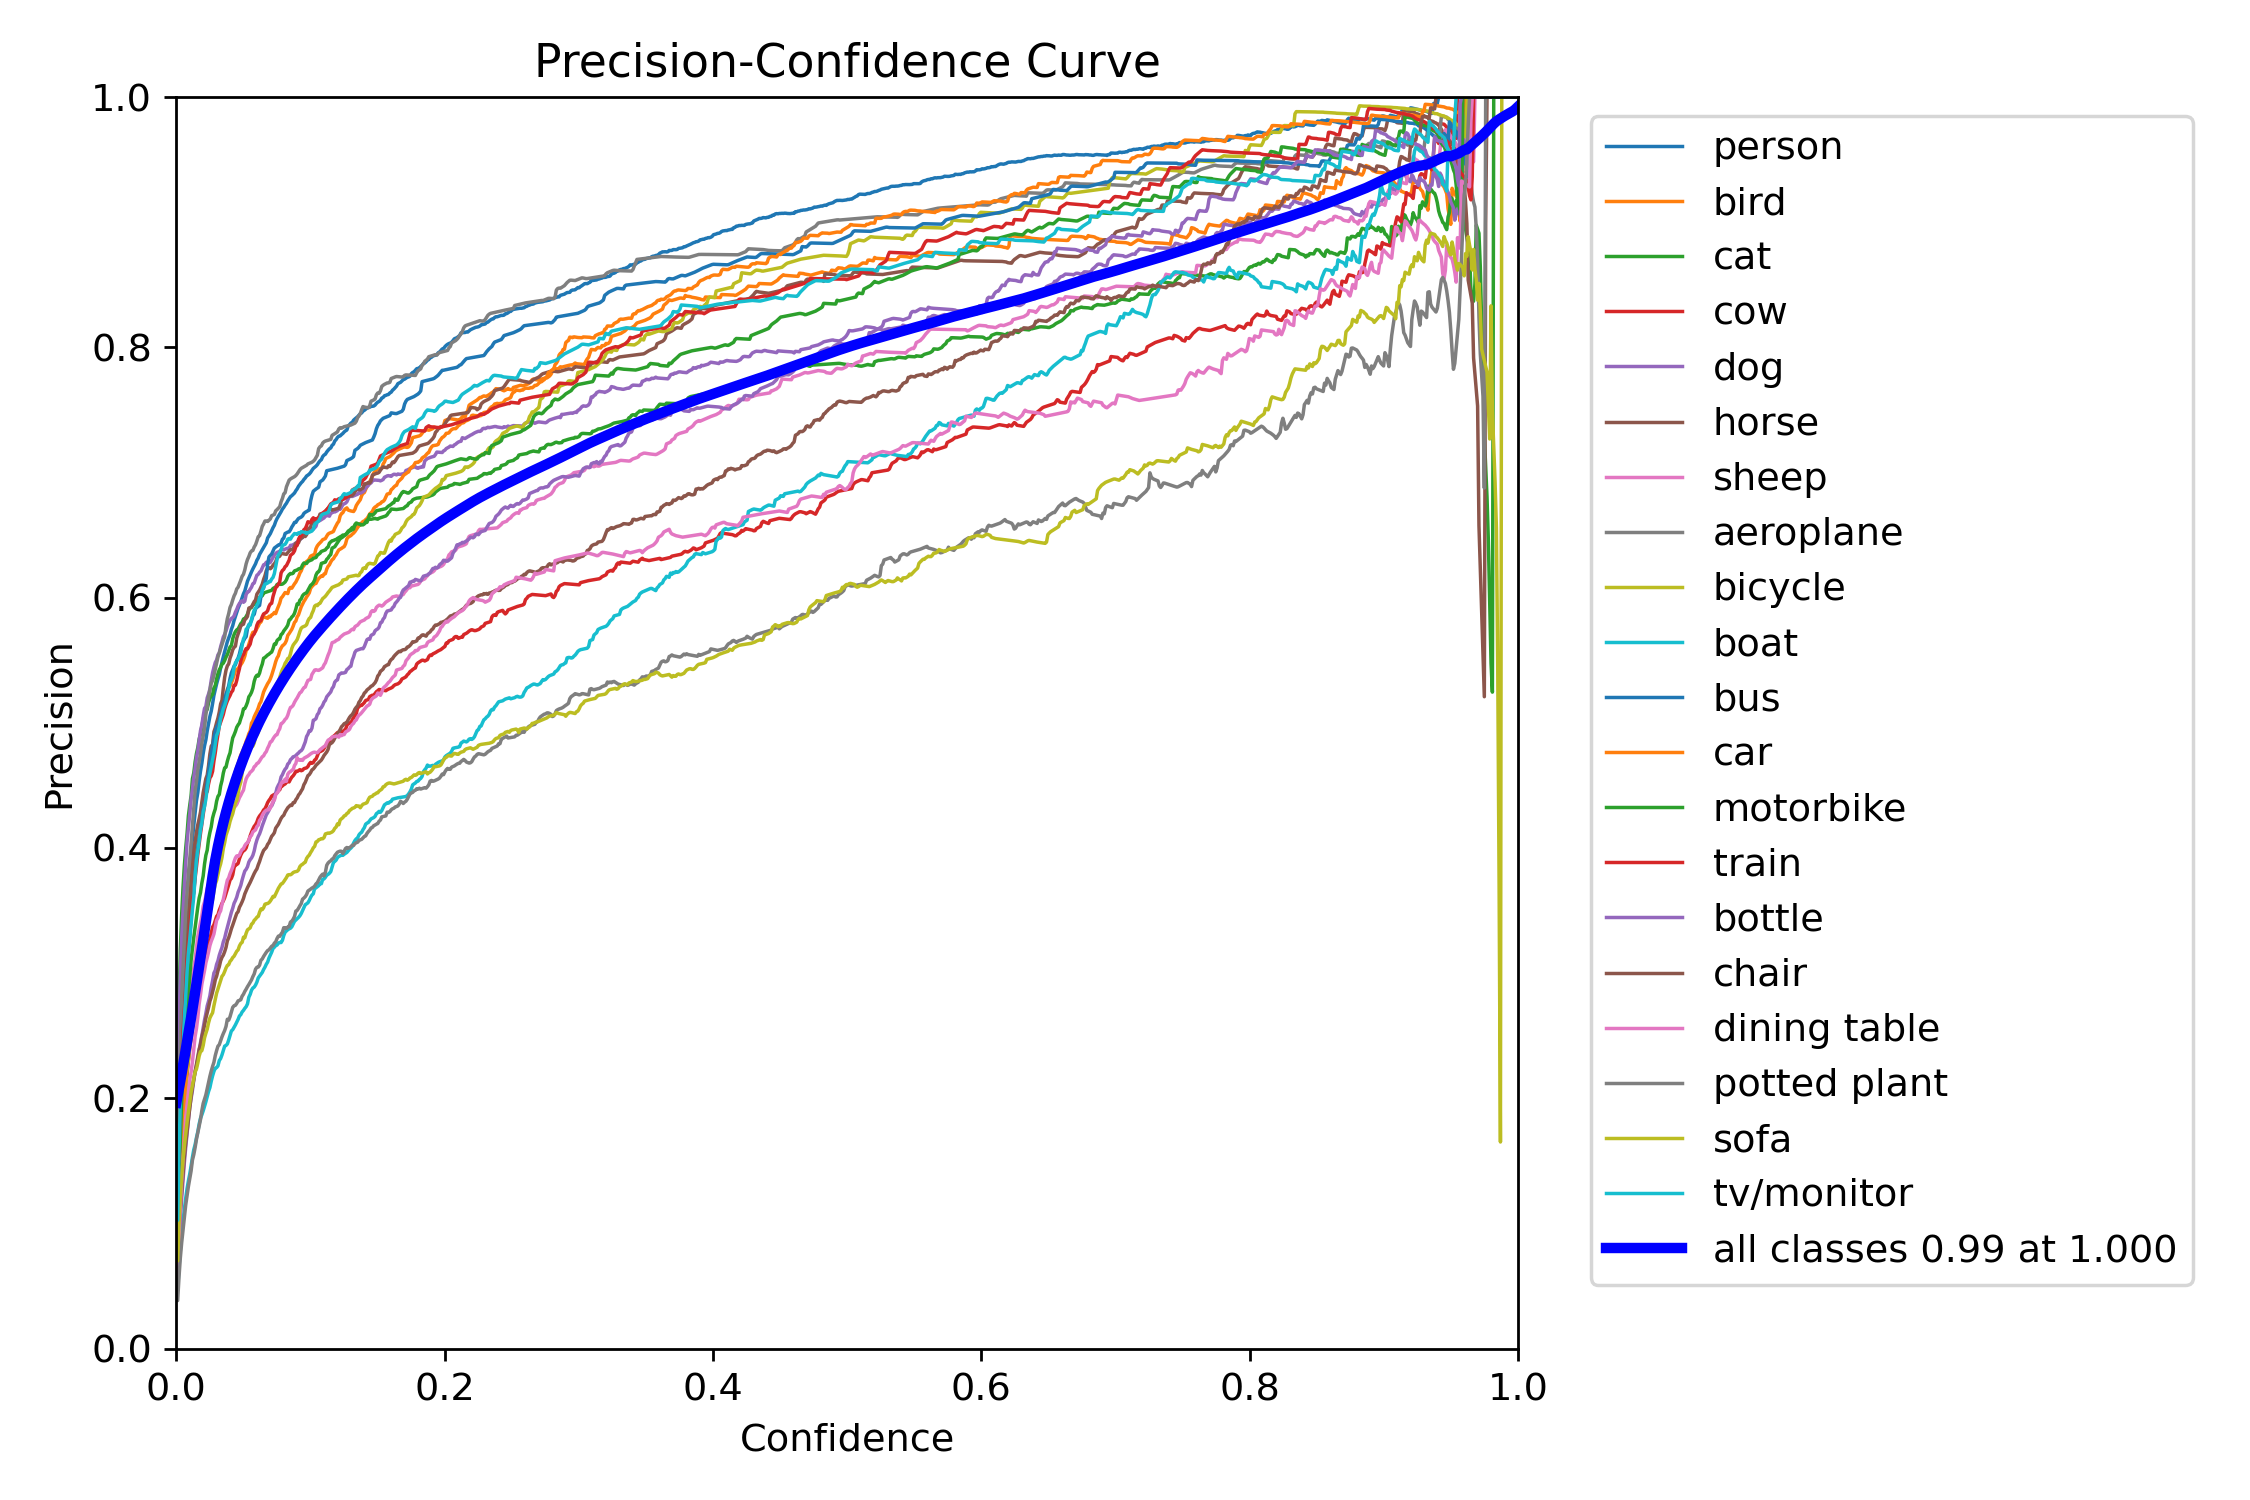 Precision-Confidence Curve
1.0
0.8
0.6
0.4
0.2
0.0
Precision
0.0 0.2 0.4 0.6 0.8 1.0
Confidence
person
bird
cat
cow
dog
horse
sheep
aeroplane
bicycle
boat
bus
car
motorbike
train
bottle
chair
dining table
potted plant
sofa
tv/monitor
all classes 0.99 at 1.000